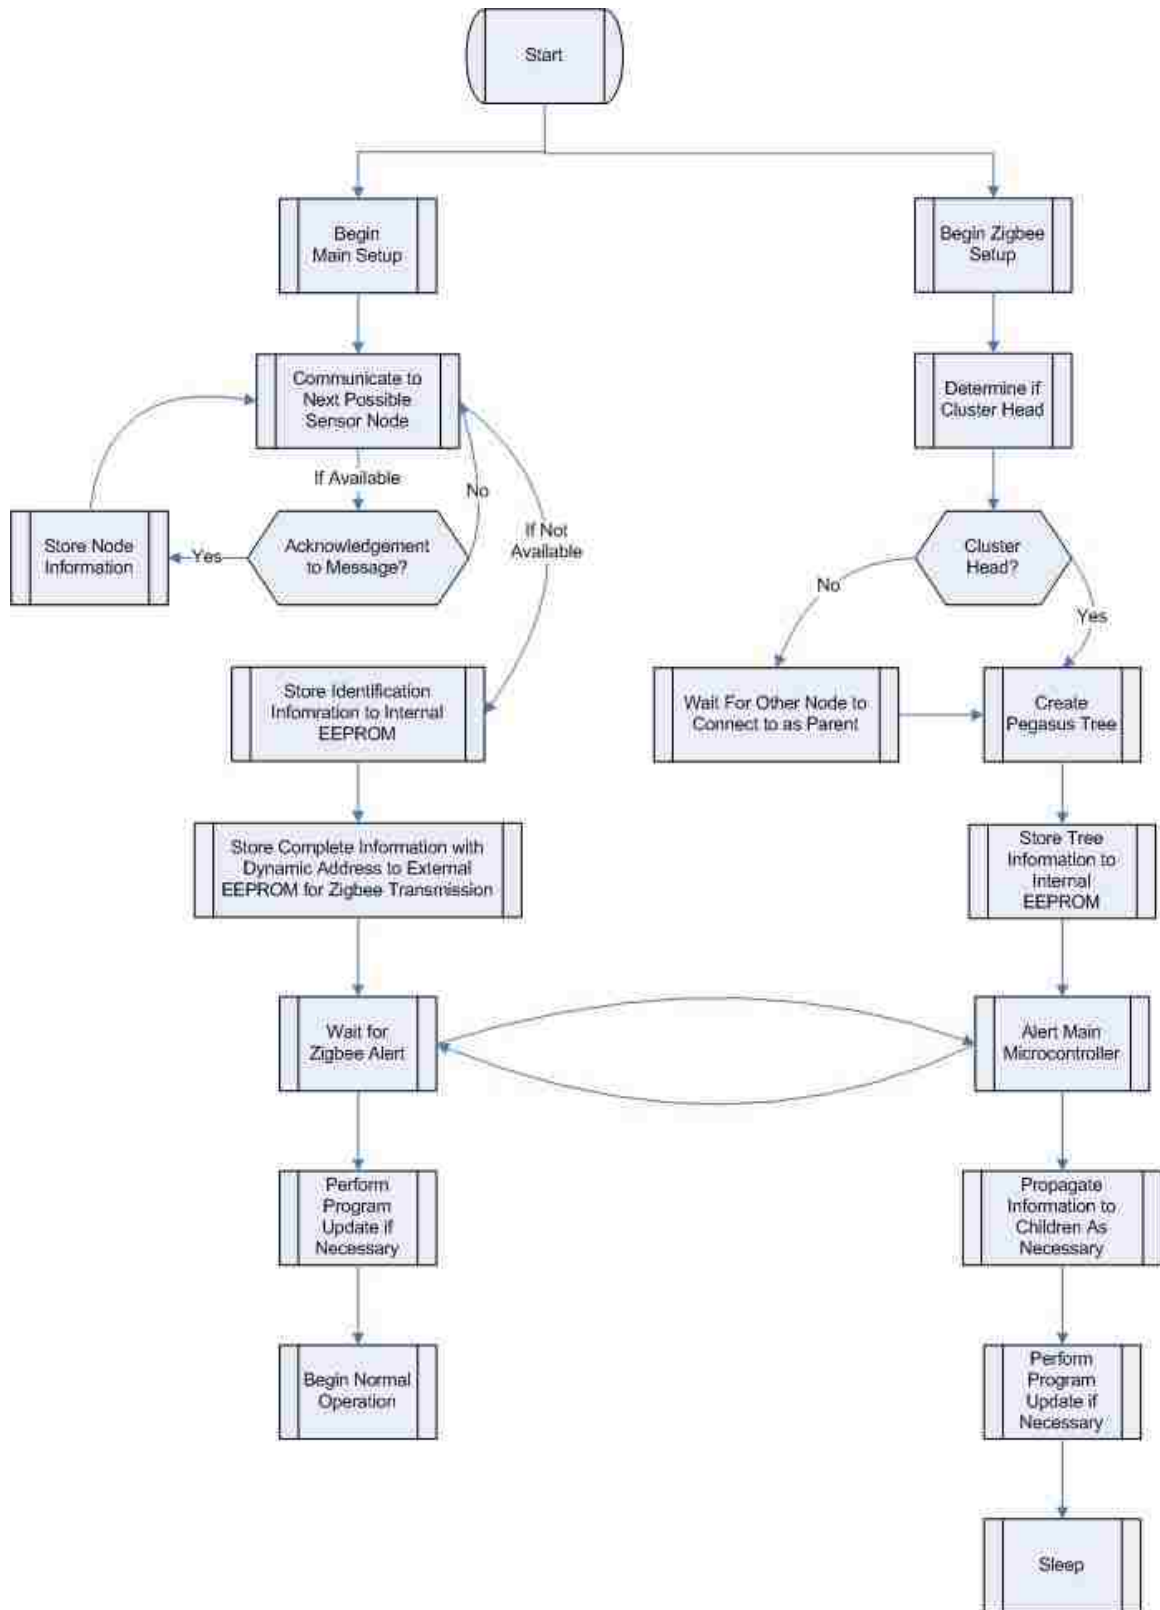 Start
Begin
Main Setup
Begin Zigbee
Setup
Communicate to
Next Possible
Sensor Node
Determine if
Cluster Head
If Available
No
If Not
Available
Store Node
Information
Yes
Acknowledgement
to Message?
Cluster
Head?
No
Yes
Store Identification
Infomration to Internal
EEPROM
Wait For Other Node to
Connect to as Parent
Create
Pegasus Tree
Store Complete Information with
Dynamic Address to External
EEPROM for Zigbee Transmission
Store Tree
Information to
Internal
EEPROM
Wait for
Zigbee Alert
Alert Main
Microcontroller
Perform
Program
Update if
Necessary
Propagate
Information to
Children As
Necessary
Begin Normal
Operation
Perform
Program
Update if
Necessary
Sleep